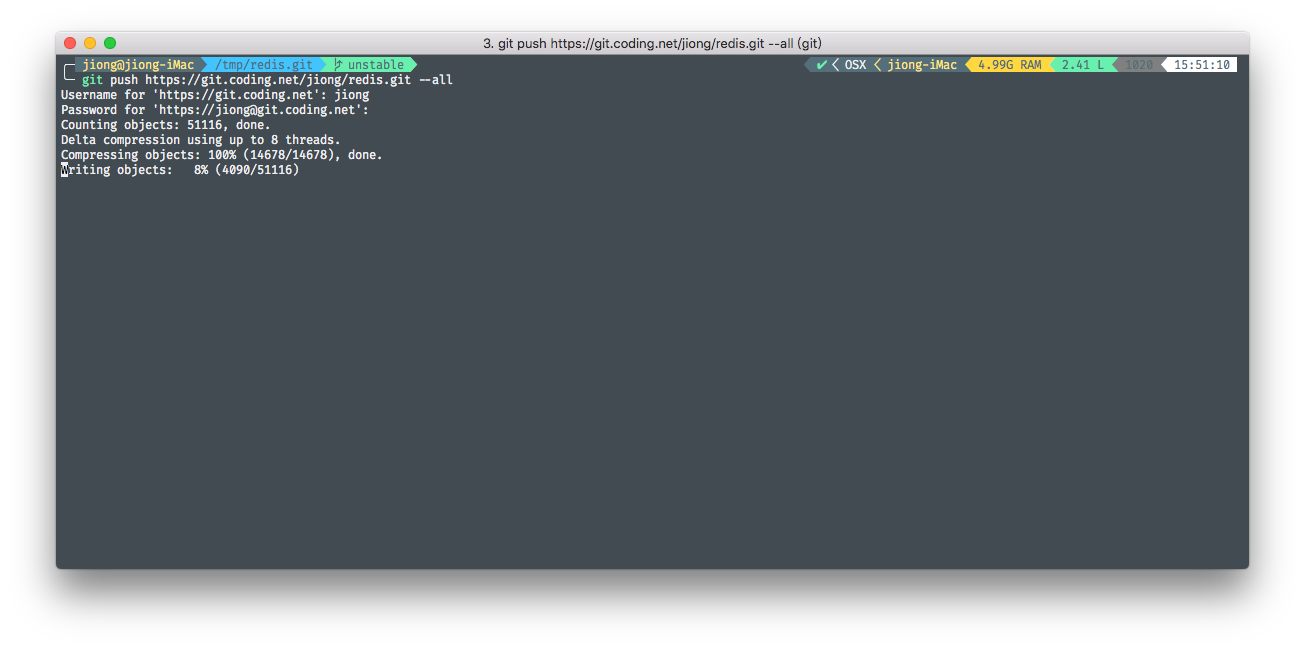 3. git push https://git.coding.net/jiong/redis.git --all (git)
jiong@jiong-iMac /tmp/redis.git unstable ✔ OSX jiong-iMac 4.99G RAM 2.41 L 1020 15:51:10
git push https://git.coding.net/jiong/redis.git --all
Username for 'https://git.coding.net': jiong
Password for 'https://jiong@git.coding.net':
Counting objects: 51116, done.
Delta compression using up to 8 threads.
Compressing objects: 100% (14678/14678), done.
Writing objects:   8% (4090/51116)